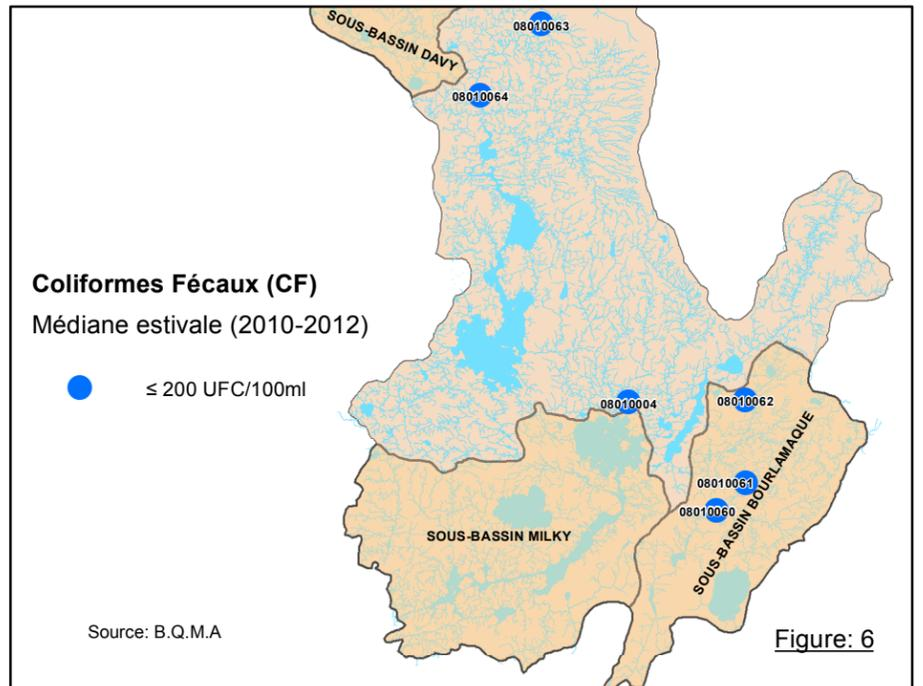 SOUS-BASSIN DAVY
08010063
08010064
Coliformes Fécaux (CF)
Médiane estivale (2010-2012)
≤ 200 UFC/100ml
08010004
08010062
08010061
08010060
SOUS-BASSIN BOURLAMAQUE
SOUS-BASSIN MILKY
Source: B.Q.M.A
Figure: 6